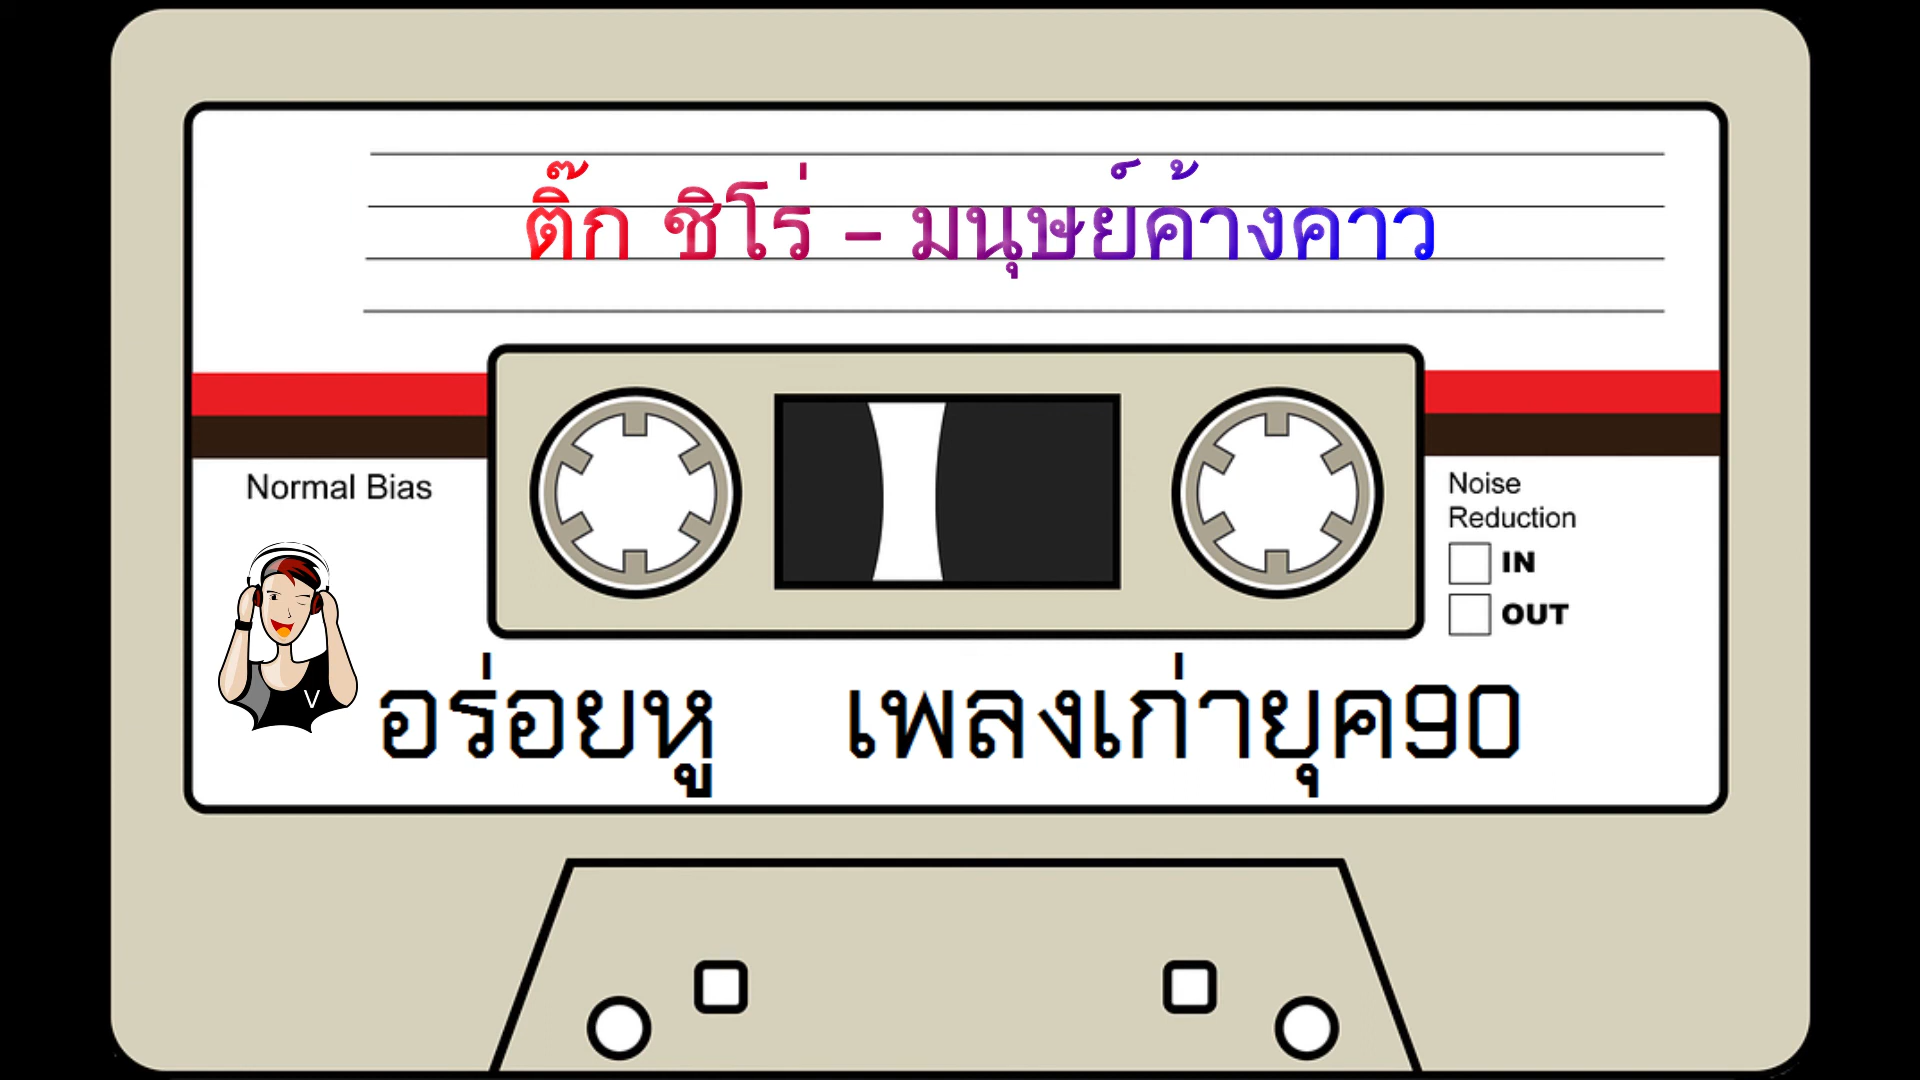 ติ๊ก ชิโร่ - มนุษย์ค้างคาว
Normal Bias
Noise
Reduction
IN
OUT
V
อร่อยหู เพลงเก่ายุค90